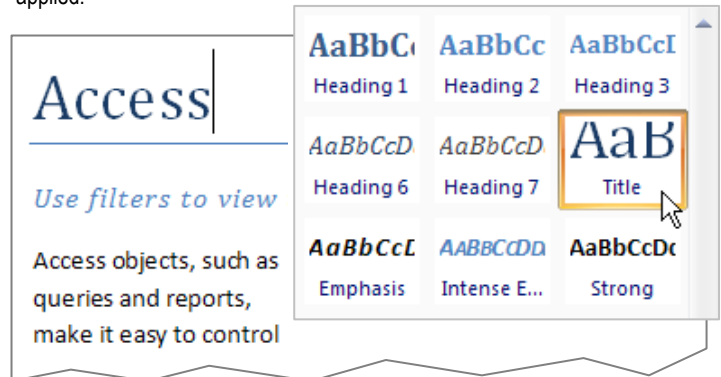 applied.
Access
Use filters to view
Access objects, such as
queries and reports,
make it easy to control
AaBbC AaBbCc AaBbCcI
Heading 1 Heading 2 Heading 3
AaBbCcD AaBbCcD AaB
Heading 6 Heading 7 Title
AaBbCcL AaBbCcDd AaBbCcDc
Emphasis Intense E... Strong